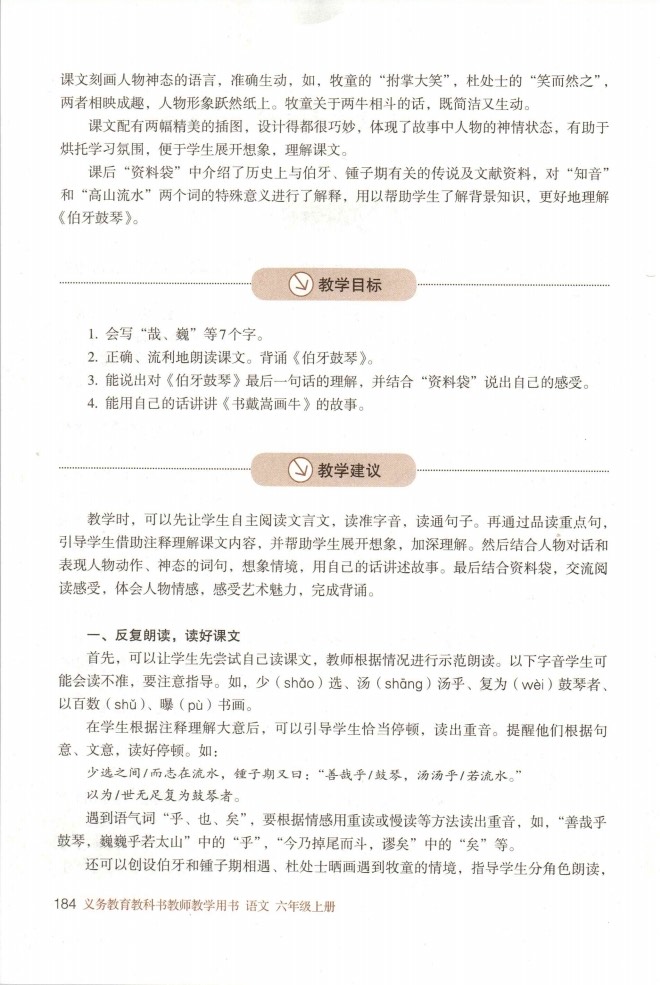 课文刻画人物神态的语言，准确生动，如，牧童的“拊掌大笑”，杜处士的“笑而然之”，
两者相映成趣，人物形象跃然纸上。牧童关于两牛相斗的话，既简洁又生动。
课文配有两幅精美的插图，设计得都很巧妙，体现了故事中人物的神情状态，有助于
烘托学习氛围，便于学生展开想象，理解课文。
课后“资料袋”中介绍了历史上与伯牙、锺子期有关的传说及文献资料，对“知音”
和“高山流水”两个词的特殊意义进行了解释，用以帮助学生了解背景知识，更好地理解
《伯牙鼓琴》。
教学目标
1. 会写“哉、巍”等7个字。
2. 正确、流利地朗读课文。背诵《伯牙鼓琴》。
3. 能说出对《伯牙鼓琴》最后一句话的理解，并结合“资料袋”说出自己的感受。
4. 能用自己的话讲讲《书戴嵩画牛》的故事。
教学建议
教学时，可以先让学生自主阅读文言文，读准字音，读通句子。再通过品读重点句，
引导学生借助注释理解课文内容，并帮助学生展开想象，加深理解。然后结合人物对话和
表现人物动作、神态的词句，想象情境，用自己的话讲述故事。最后结合资料袋，交流阅
读感受，体会人物情感，感受艺术魅力，完成背诵。
一、反复朗读，读好课文
首先，可以让学生先尝试自己读课文，教师根据情况进行示范朗读。以下字音学生可
能会读不准，要注意指导。如，少（shǎo）选、汤（shāng）汤乎、复为（wèi）鼓琴者、
以百数（shǔ）、曝（pù）书画。
在学生根据注释理解大意后，可以引导学生恰当停顿，读出重音。提醒他们根据句
意、文意，读好停顿。如：
少选之间/而志在流水，锺子期又曰：“善哉乎/鼓琴，汤汤乎/若流水。”
以为/世无足复为鼓琴者。
遇到语气词“乎、也、矣”，要根据情感用重读或慢读等方法读出重音，如，“善哉乎
鼓琴，巍巍乎若太山”中的“乎”，“今乃掉尾而斗，谬矣”中的“矣”等。
还可以创设伯牙和锺子期相遇、杜处士晒画遇到牧童的情境，指导学生分角色朗读，
184 义务教育教科书教师教学用书 语文 六年级上册